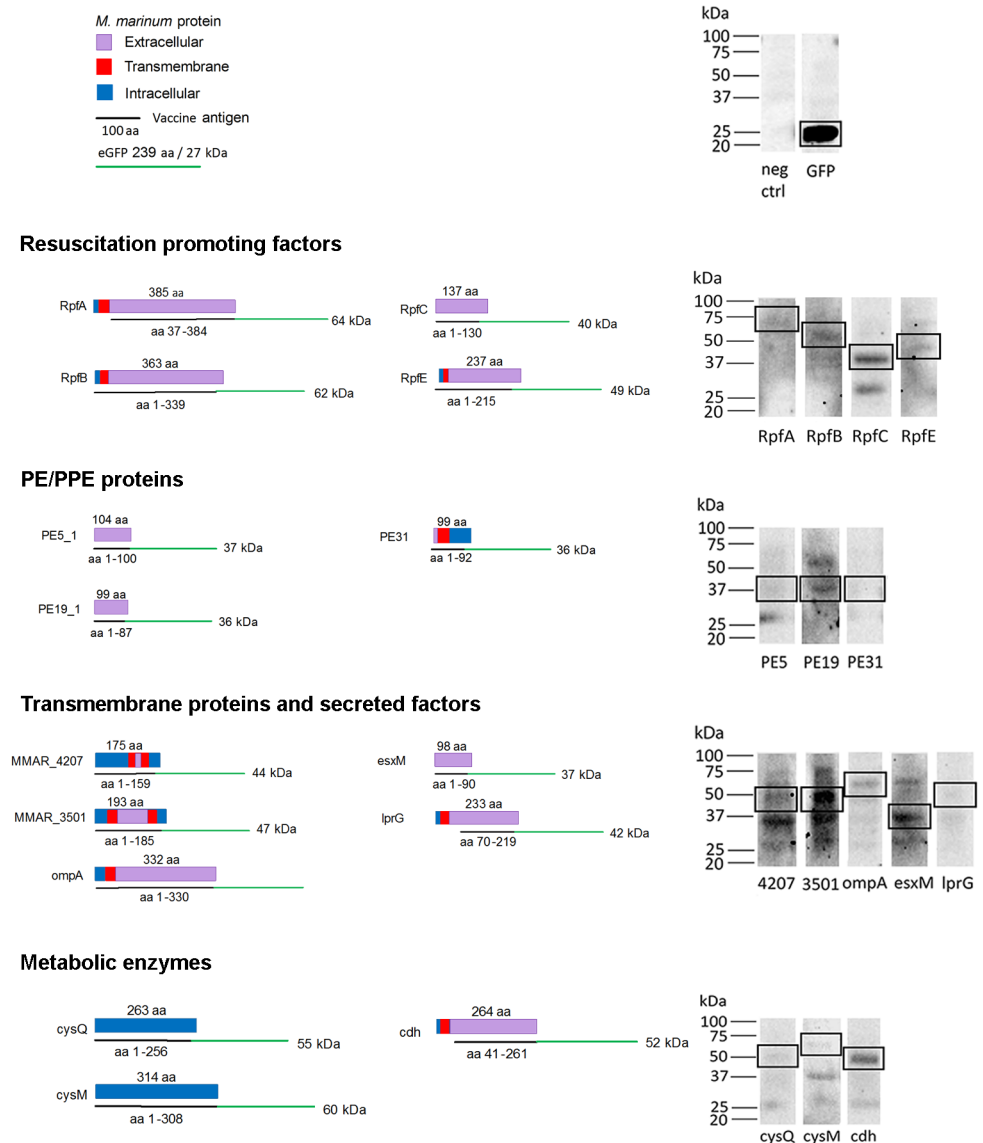 M. marinum protein
Extracellular
Transmembrane
Intracellular
Vaccine antigen
100 aa
eGFP 239 aa / 27 kDa
kDa
100
75
50
37
25
20
neg ctrl
GFP
Resuscitation promoting factors
RpfA
385 aa
aa 37-384
64 kDa
RpfC
137 aa
aa 1-130
40 kDa
RpfB
363 aa
aa 1-339
62 kDa
RpfE
237 aa
aa 1-215
49 kDa
kDa
100
75
50
37
25
20
RpfA RpfB RpfC RpfE
PE/PPE proteins
PE5_1
104 aa
aa 1-100
37 kDa
PE31
99 aa
aa 1-92
36 kDa
PE19_1
99 aa
aa 1-87
36 kDa
kDa
100
75
50
37
25
20
PE5 PE19 PE31
Transmembrane proteins and secreted factors
MMAR_4207
175 aa
aa 1-159
44 kDa
esxM
98 aa
aa 1-90
37 kDa
MMAR_3501
193 aa
aa 1-185
47 kDa
lprG
233 aa
aa 70-219
42 kDa
ompA
332 aa
aa 1-330
kDa
100
75
50
37
25
20
4207 3501 ompA esxM lprG
Metabolic enzymes
cysQ
263 aa
aa 1-256
55 kDa
cdh
264 aa
aa 41-261
52 kDa
cysM
314 aa
aa 1-308
60 kDa
kDa
100
75
50
37
25
20
cysQ cysM cdh